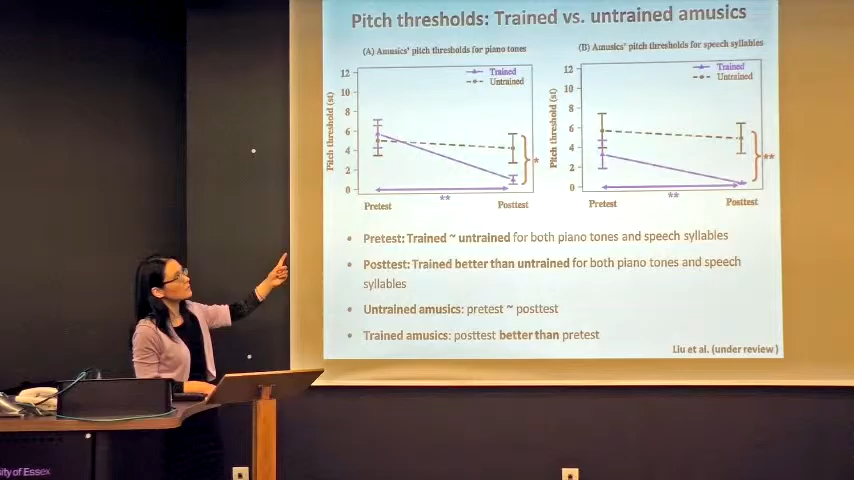 Pitch thresholds: Trained vs. untrained amusics
(A) Amusics' pitch thresholds for piano tones
(B) Amusics' pitch thresholds for speech syllables
Pitch threshold (st)
12
10
8
6
4
2
0
Trained
Untrained
*
**
Pretest
Posttest
Pitch threshold (st)
12
10
8
6
4
2
0
Trained
Untrained
**
**
Pretest
Posttest
• Pretest: Trained ~ untrained for both piano tones and speech syllables
• Posttest: Trained better than untrained for both piano tones and speech
syllables
• Untrained amusics: pretest ~ posttest
• Trained amusics: posttest better than pretest
Liu et al. (under review )
sity of Essex